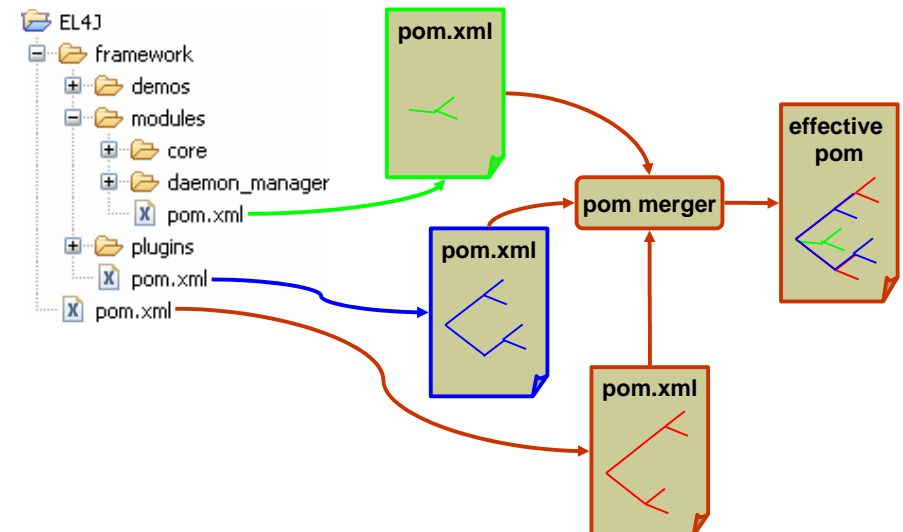 EL4J
framework
demos
modules
core
daemon_manager
pom.xml
plugins
pom.xml
pom.xml
pom.xml
pom.xml
pom.xml
pom merger
effective
pom